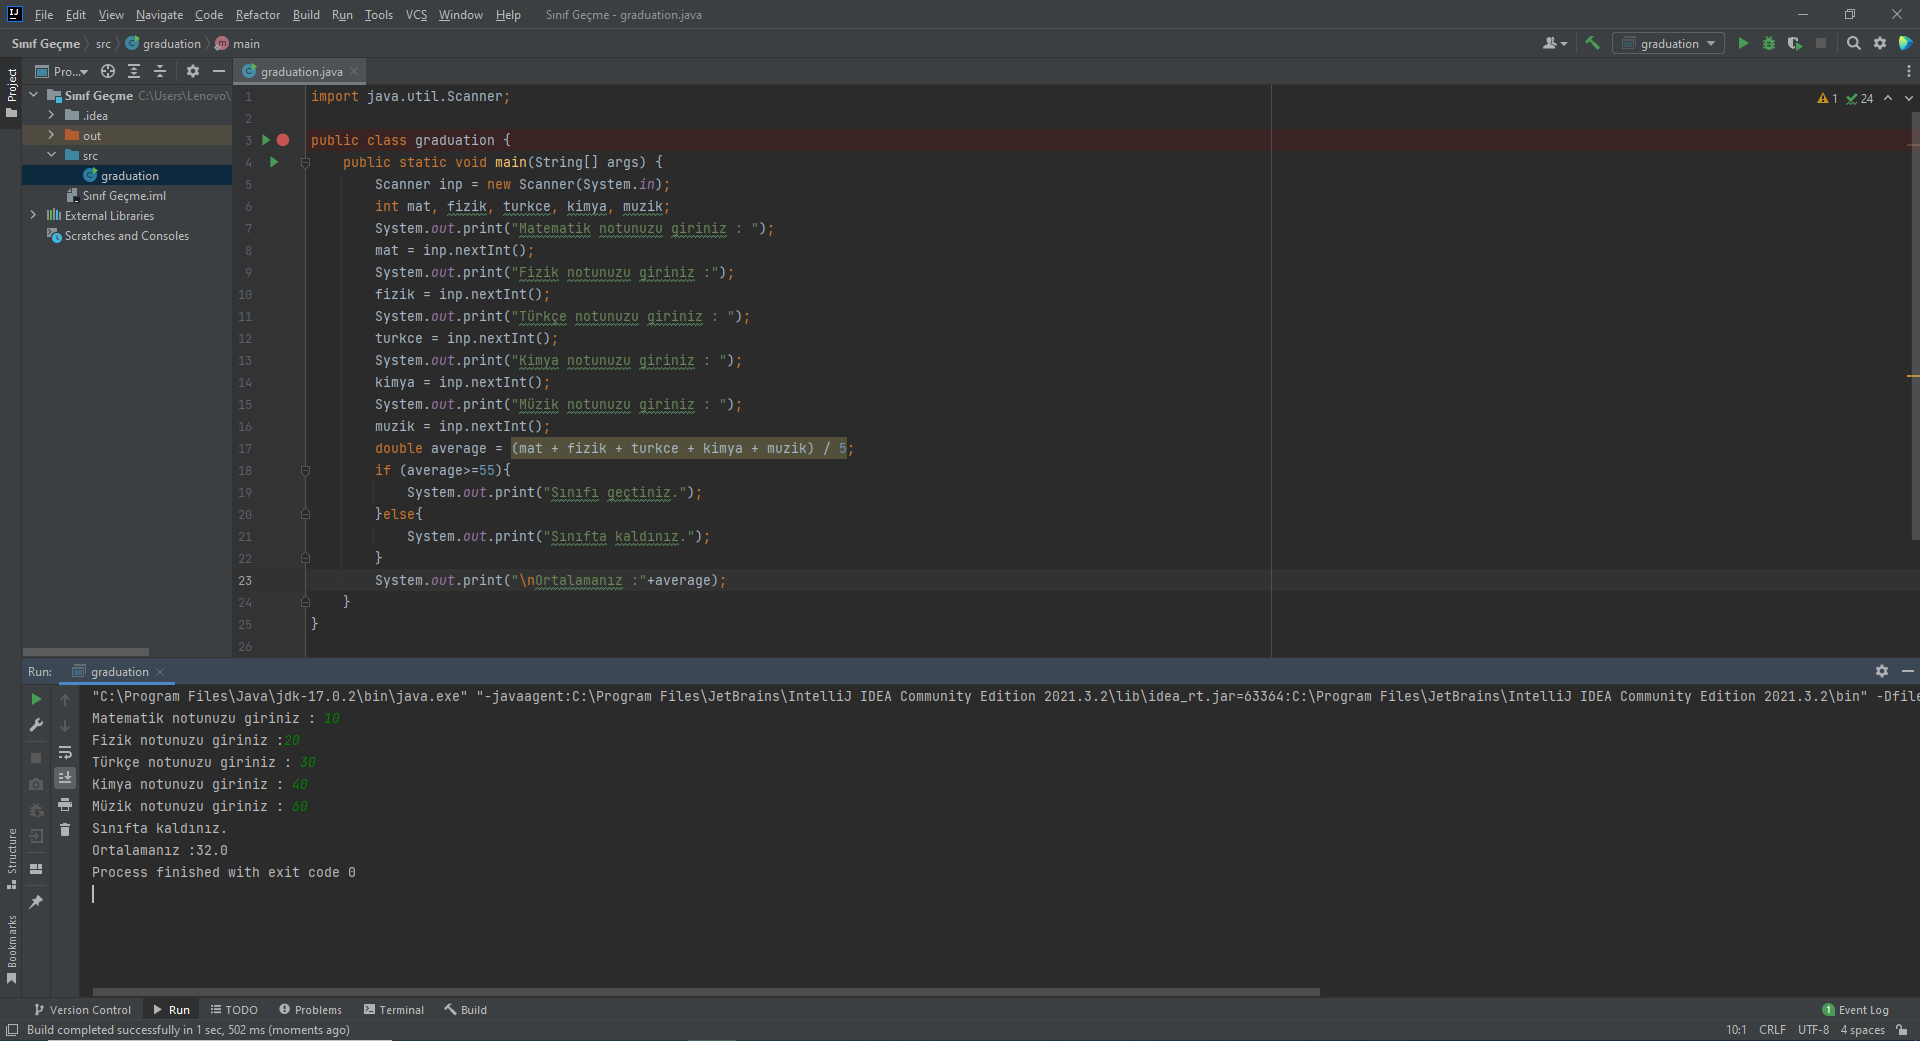 File Edit View Navigate Code Refactor Build Run Tools VCS Window Help Sınıf Geçme - graduation.java
Sınıf Geçme src graduation main
graduation
Project
Pro...
graduation.java
Sınıf Geçme C:\Users\Lenovo\
.idea
out
src
graduation
Sınıf Geçme.iml
External Libraries
Scratches and Consoles
1 24
1 import java.util.Scanner;
2
3 public class graduation {
4 public static void main(String[] args) {
5 Scanner inp = new Scanner(System.in);
6 int mat, fizik, turkce, kimya, muzik;
7 System.out.print("Matematik notunuzu giriniz : ");
8 mat = inp.nextInt();
9 System.out.print("Fizik notunuzu giriniz :");
10 fizik = inp.nextInt();
11 System.out.print("Türkçe notunuzu giriniz : ");
12 turkce = inp.nextInt();
13 System.out.print("Kimya notunuzu giriniz : ");
14 kimya = inp.nextInt();
15 System.out.print("Müzik notunuzu giriniz : ");
16 muzik = inp.nextInt();
17 double average = (mat + fizik + turkce + kimya + muzik) / 5;
18 if (average>=55){
19 System.out.print("Sınıfı geçtiniz.");
20 }else{
21 System.out.print("Sınıfta kaldınız.");
22 }
23 System.out.print("\nOrtalamanız :"+average);
24 }
25 }
26
Run: graduation
"C:\Program Files\Java\jdk-17.0.2\bin\java.exe" "-javaagent:C:\Program Files\JetBrains\IntelliJ IDEA Community Edition 2021.3.2\lib\idea_rt.jar=63364:C:\Program Files\JetBrains\IntelliJ IDEA Community Edition 2021.3.2\bin" -Dfile
Matematik notunuzu giriniz : 10
Fizik notunuzu giriniz :20
Türkçe notunuzu giriniz : 30
Kimya notunuzu giriniz : 40
Müzik notunuzu giriniz : 60
Sınıfta kaldınız.
Ortalamanız :32.0
Process finished with exit code 0
Structure
Bookmarks
Version Control Run TODO Problems Terminal Build 1 Event Log
Build completed successfully in 1 sec, 502 ms (moments ago) 10:1 CRLF UTF-8 4 spaces